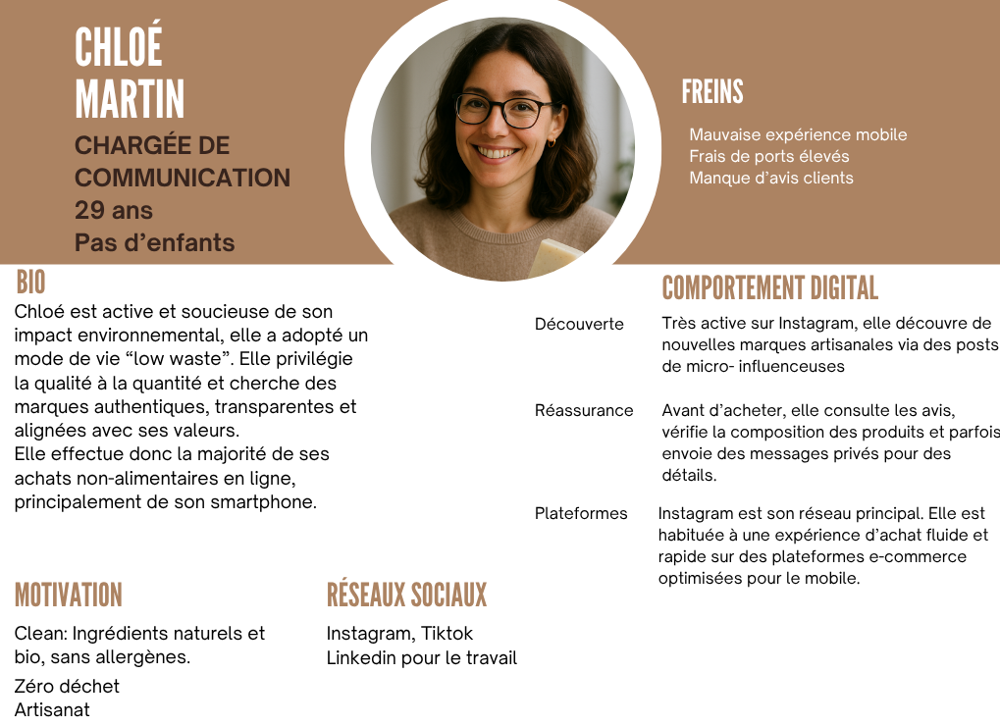 CHLOÉ
MARTIN
CHARGÉE DE
COMMUNICATION
29 ans
Pas d’enfants
FREINS
Mauvaise expérience mobile
Frais de ports élevés
Manque d’avis clients
BIO
Chloé est active et soucieuse de son
impact environnemental, elle a adopté un
mode de vie “low waste”. Elle privilégie
la qualité à la quantité et cherche des
marques authentiques, transparentes et
alignées avec ses valeurs.
Elle effectue donc la majorité de ses
achats non-alimentaires en ligne,
principalement de son smartphone.
COMPORTEMENT DIGITAL
Découverte
Très active sur Instagram, elle découvre de
nouvelles marques artisanales via des posts
de micro- influenceuses
Réassurance
Avant d’acheter, elle consulte les avis,
vérifie la composition des produits et parfois
envoie des messages privés pour des
détails.
Plateformes
Instagram est son réseau principal. Elle est
habituée à une expérience d’achat fluide et
rapide sur des plateformes e-commerce
optimisées pour le mobile.
MOTIVATION
Clean: Ingrédients naturels et
bio, sans allergènes.
Zéro déchet
Artisanat
RÉSEAUX SOCIAUX
Instagram, Tiktok
Linkedin pour le travail